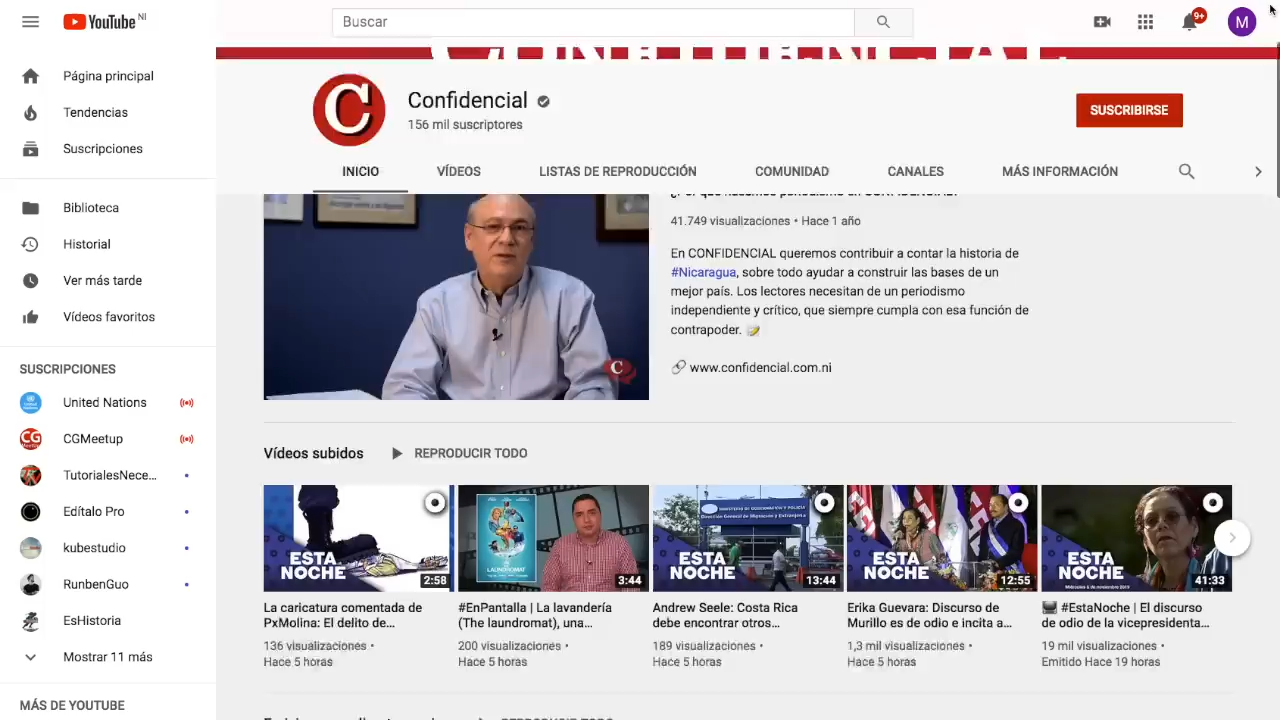 YouTube NI
Buscar
9+
M
Página principal
Tendencias
Suscripciones
Biblioteca
Historial
Ver más tarde
Vídeos favoritos
SUSCRIPCIONES
United Nations
CGMeetup
TutorialesNece...
Edítalo Pro
kubestudio
RunbenGuo
EsHistoria
Mostrar 11 más
MÁS DE YOUTUBE
C
Confidencial
156 mil suscriptores
SUSCRIBIRSE
INICIO VÍDEOS LISTAS DE REPRODUCCIÓN COMUNIDAD CANALES MÁS INFORMACIÓN
C
41.749 visualizaciones • Hace 1 año
En CONFIDENCIAL queremos contribuir a contar la historia de
#Nicaragua, sobre todo ayudar a construir las bases de un
mejor país. Los lectores necesitan de un periodismo
independiente y crítico, que siempre cumpla con esa función de
contrapoder.
www.confidencial.com.ni
Vídeos subidos REPRODUCIR TODO
ESTA
NOCHE
2:58
La caricatura comentada de
PxMolina: El delito de...
136 visualizaciones •
Hace 5 horas
3:44
#EnPantalla | La lavandería
(The laundromat), una...
200 visualizaciones •
Hace 5 horas
ESTA
NOCHE
13:44
Andrew Seele: Costa Rica
debe encontrar otros...
189 visualizaciones •
Hace 5 horas
ESTA
NOCHE
12:55
Erika Guevara: Discurso de
Murillo es de odio e incita a...
1,3 mil visualizaciones •
Hace 5 horas
ESTA
NOCHE
41:33
#EstaNoche | El discurso
de odio de la vicepresidenta...
19 mil visualizaciones •
Emitido Hace 19 horas